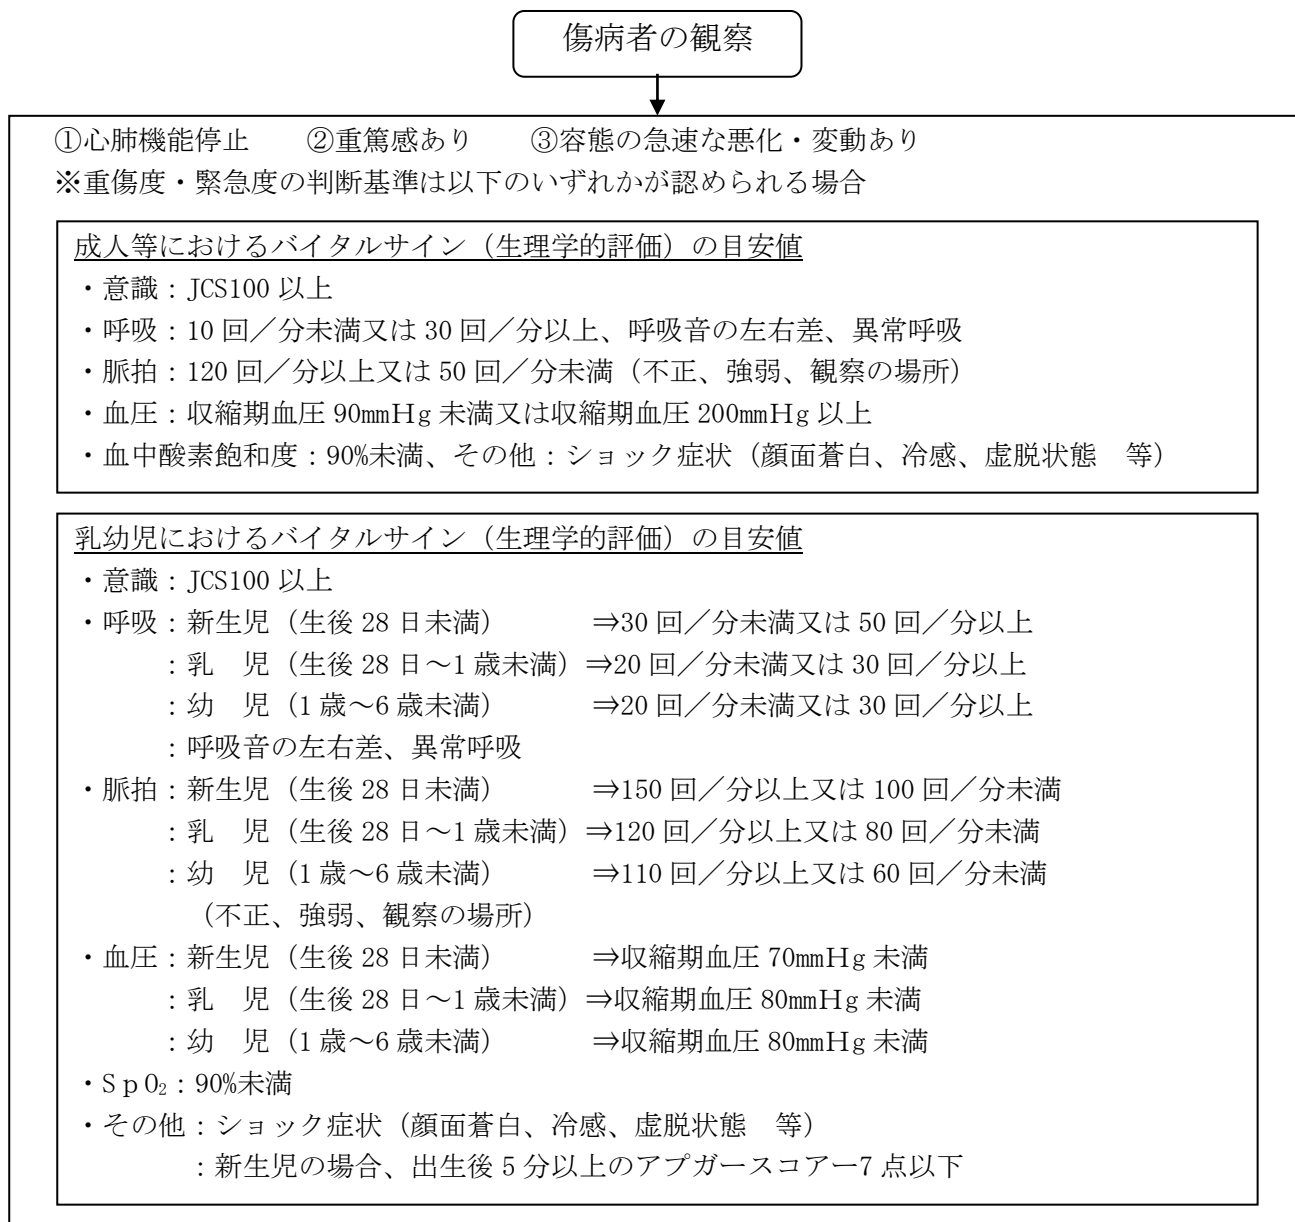 傷病者の観察
①心肺機能停止　　②重篤感あり　　③容態の急速な悪化・変動あり
※重傷度・緊急度の判断基準は以下のいずれかが認められる場合
成人等におけるバイタルサイン（生理学的評価）の目安値
・意識：JCS100 以上
・呼吸：10 回／分未満又は 30 回／分以上、呼吸音の左右差、異常呼吸
・脈拍：120 回／分以上又は 50 回／分未満（不正、強弱、観察の場所）
・血圧：収縮期血圧 90mmHg 未満又は収縮期血圧 200mmHg 以上
・血中酸素飽和度：90%未満、その他：ショック症状（顔面蒼白、冷感、虚脱状態　等）
乳幼児におけるバイタルサイン（生理学的評価）の目安値
・意識：JCS100 以上
・呼吸：新生児（生後 28 日未満）　　　⇒30 回／分未満又は 50 回／分以上
：乳　児（生後 28 日～1 歳未満）⇒20 回／分未満又は 30 回／分以上
：幼　児（1 歳～6 歳未満）　　　⇒20 回／分未満又は 30 回／分以上
：呼吸音の左右差、異常呼吸
・脈拍：新生児（生後 28 日未満）　　　⇒150 回／分以上又は 100 回／分未満
：乳　児（生後 28 日～1 歳未満）⇒120 回／分以上又は 80 回／分未満
：幼　児（1 歳～6 歳未満）　　　⇒110 回／分以上又は 60 回／分未満
（不正、強弱、観察の場所）
・血圧：新生児（生後 28 日未満）　　　⇒収縮期血圧 70mmHg 未満
：乳　児（生後 28 日～1 歳未満）⇒収縮期血圧 80mmHg 未満
：幼　児（1 歳～6 歳未満）　　　⇒収縮期血圧 80mmHg 未満
・SpO₂：90%未満
・その他：ショック症状（顔面蒼白、冷感、虚脱状態　等）
：新生児の場合、出生後 5 分以上のアプガースコアー7 点以下